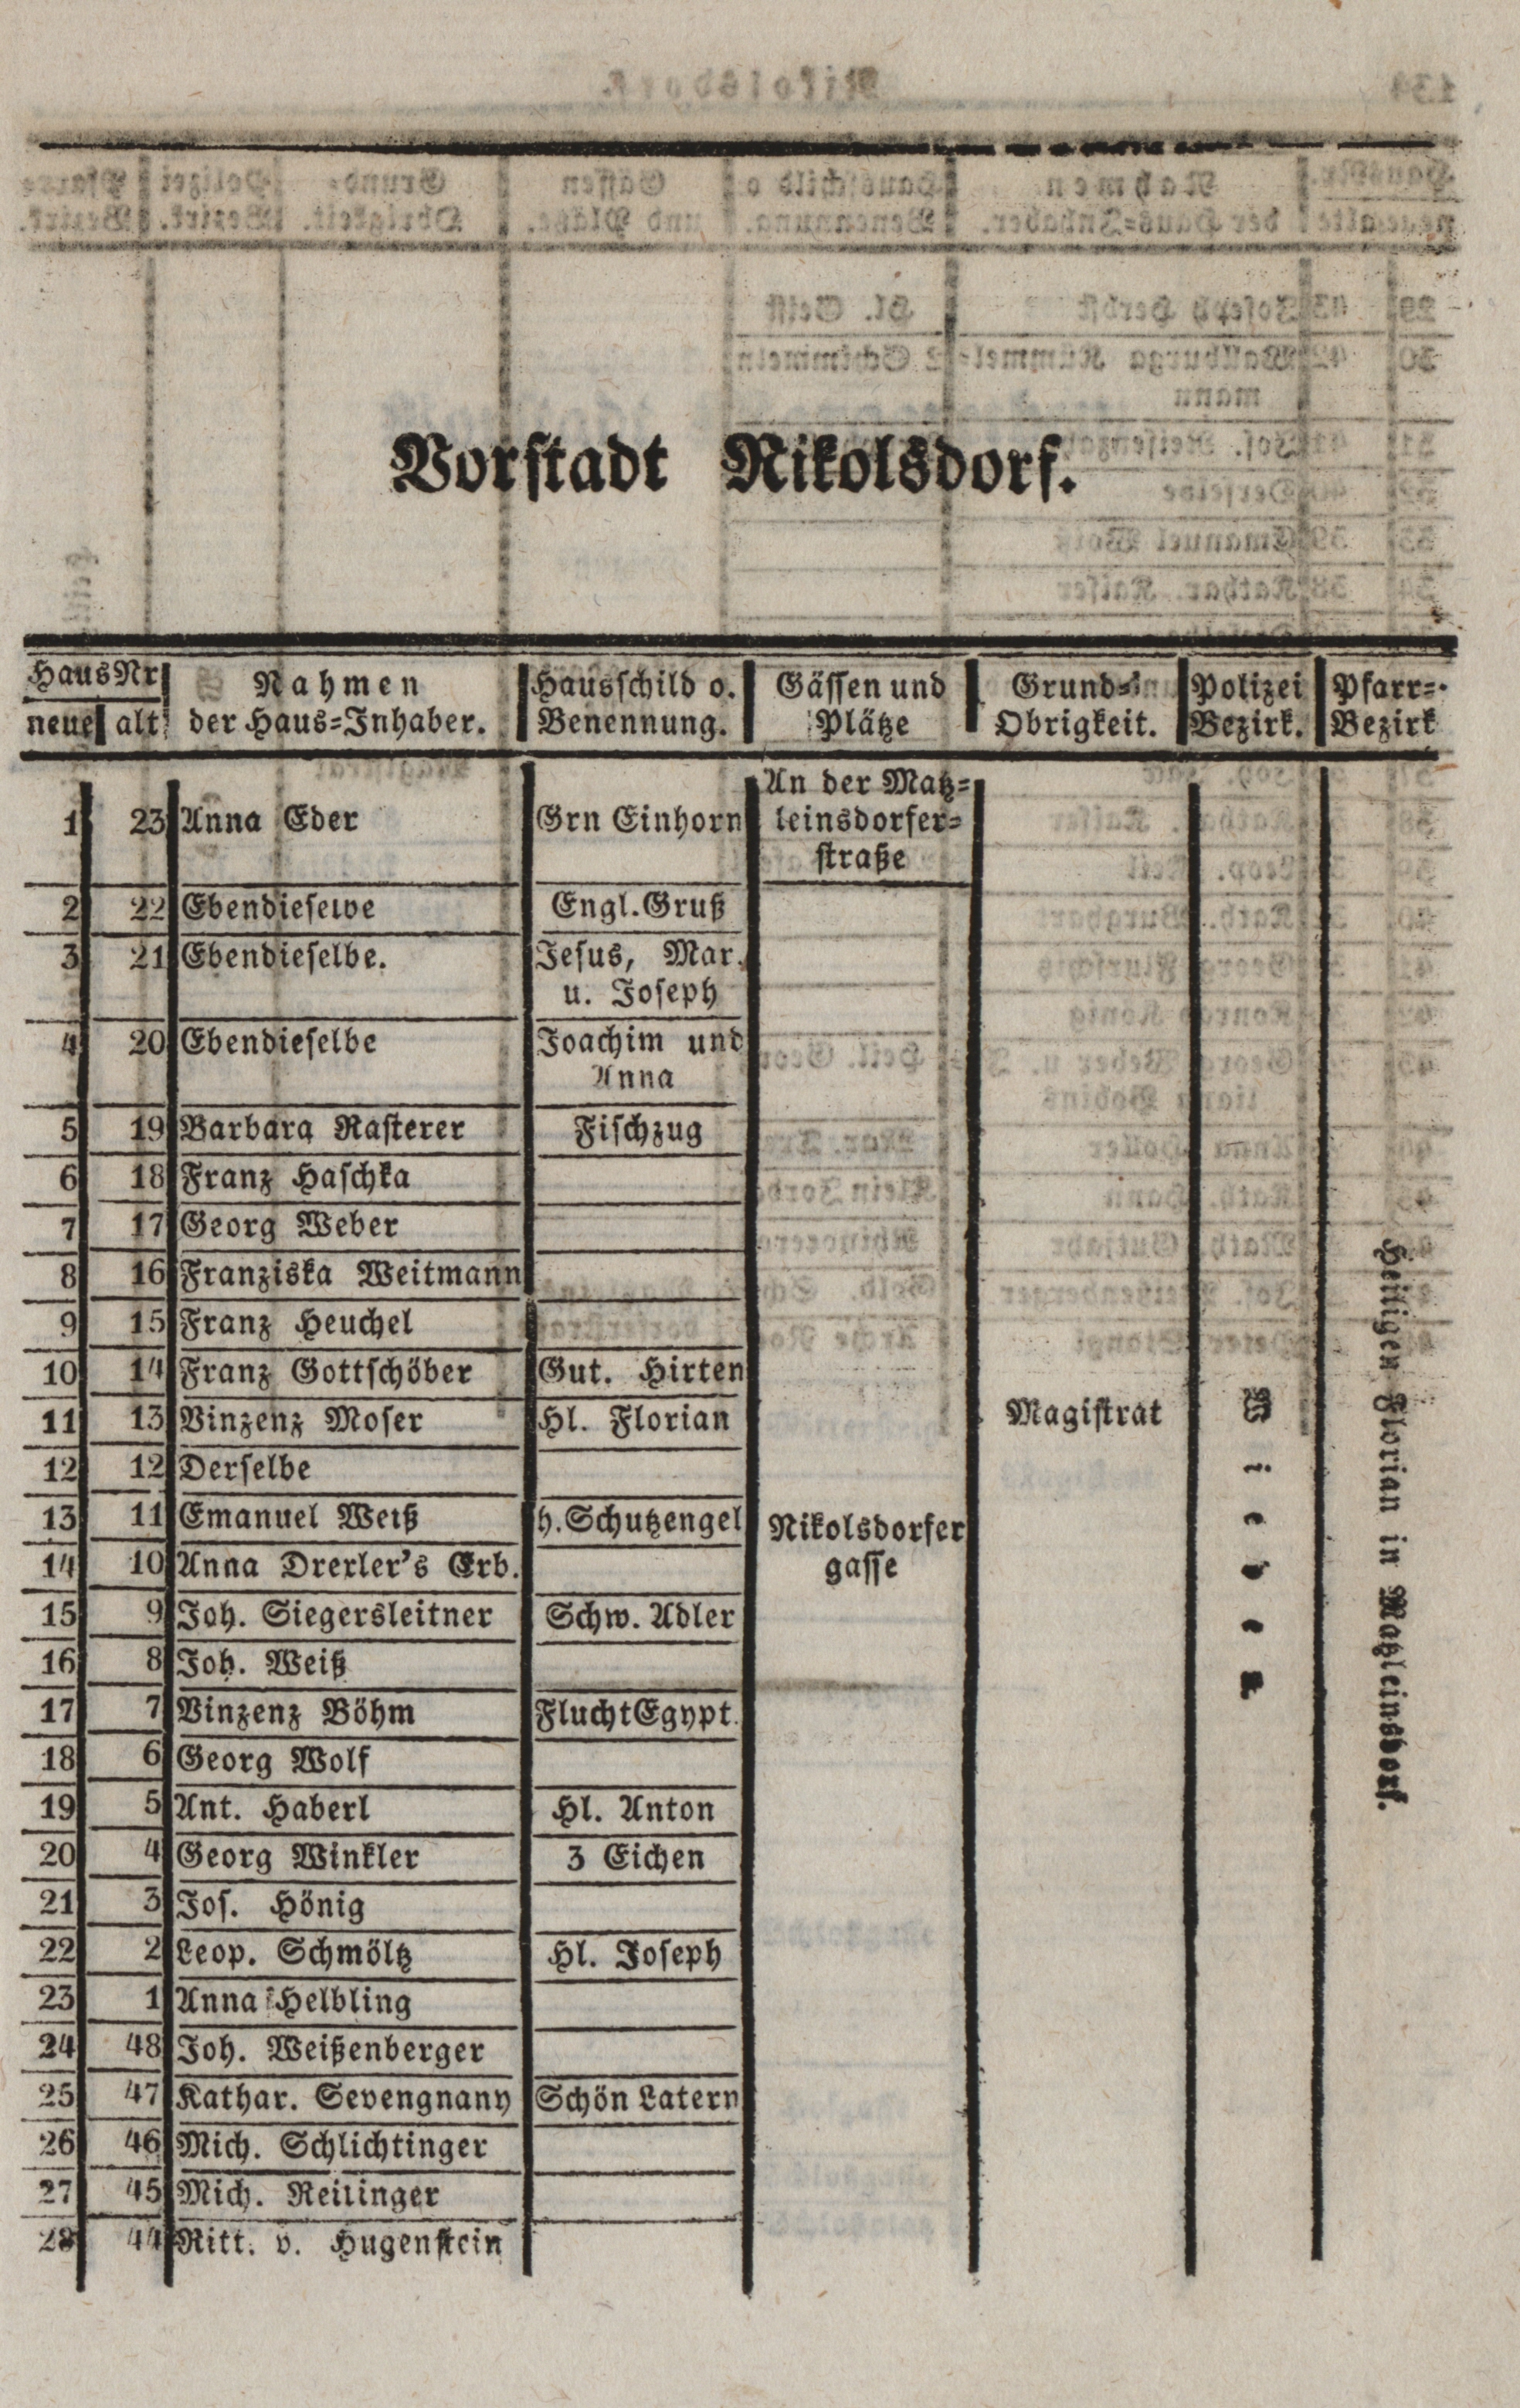 Vorstadt Nikolsdorf.
HausNr
neue alt
Nahmen
der Haus=Inhaber.
Hausschild o.
Benennung.
Gässen und
Plätze
Grund=
Obrigkeit.
Polizei
Bezirk.
Pfarr=
Bezirk
1 23 Anna Eder Grn Einhorn
An der Matz=
leinsdorfer=
straße
2 22 Ebendieselbe Engl. Gruß
3 21 Ebendieselbe. Jesus, Mar.
u. Joseph
4 20 Ebendieselbe Joachim und
Anna
5 19 Barbara Rasterer Fischzug
6 18 Franz Haschka
7 17 Georg Weber
8 16 Franziska Weitmann
9 15 Franz Heuchel
10 14 Franz Gottschöber Gut. Hirten
11 13 Vinzenz Moser Hl. Florian
12 12 Derselbe
13 11 Emanuel Weiß h. Schutzengel
14 10 Anna Drexler's Erb.
15 9 Joh. Siegersleitner Schw. Adler
16 8 Joh. Weiß
17 7 Vinzenz Böhm Flucht Egypt.
18 6 Georg Wolf
19 5 Ant. Haberl Hl. Anton
20 4 Georg Winkler 3 Eichen
21 3 Jos. Hönig
22 2 Leop. Schmöltz Hl. Joseph
23 1 Anna Helbling
24 48 Joh. Weißenberger
25 47 Kathar. Sevengnany Schön Latern
26 46 Mich. Schlichtinger
27 45 Mich. Reitinger
28 44 Ritt. v. Hugenstein
Nikolsdorfer
gasse
Magistrat
Wieden
Heiligen Florian in Matzleinsdorf.